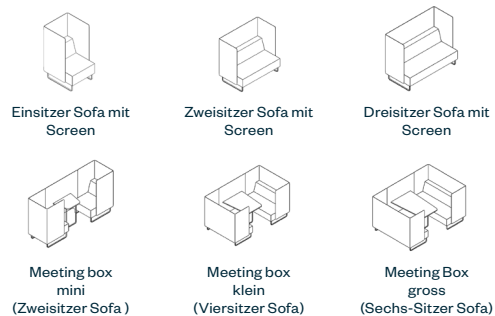 Einsitzer Sofa mit
Screen
Zweisitzer Sofa mit
Screen
Dreisitzer Sofa mit
Screen
Meeting box
mini
(Zweisitzer Sofa )
Meeting box
klein
(Viersitzer Sofa)
Meeting Box
gross
(Sechs-Sitzer Sofa)